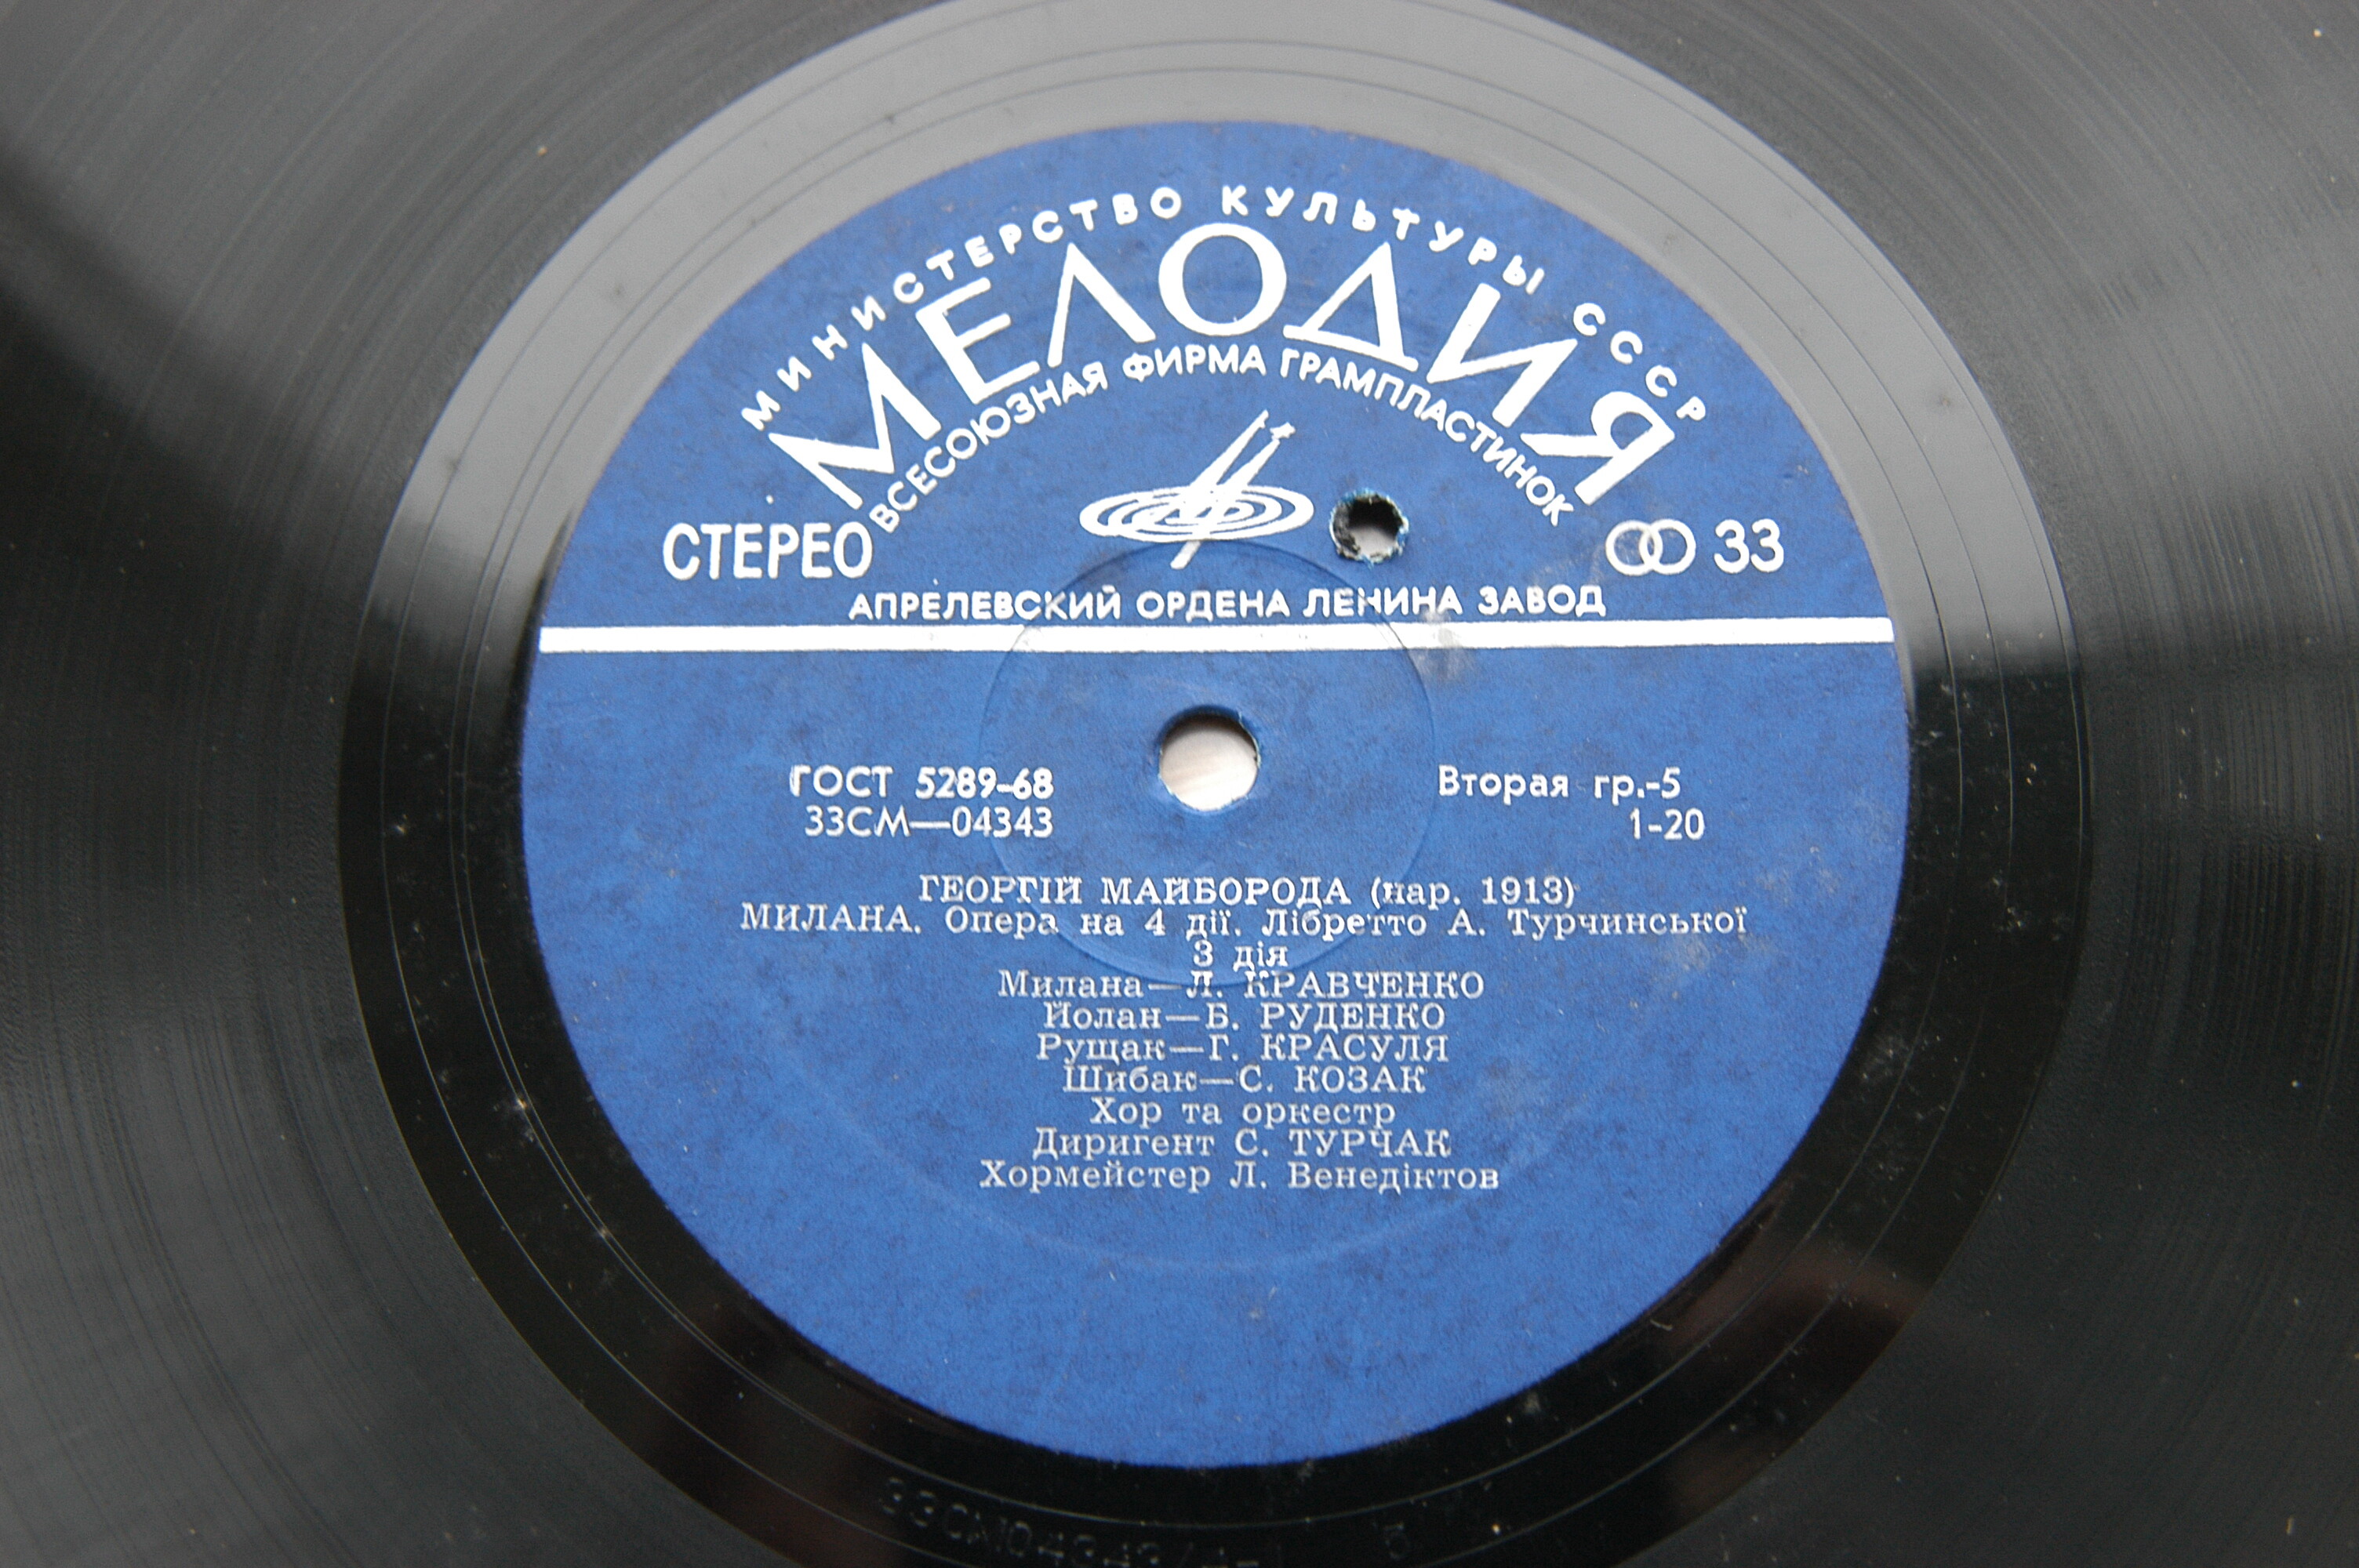 МИНИСТЕРСТВО КУЛЬТУРЫ СССР
МЕЛОДИЯ
ВСЕСОЮЗНАЯ ФИРМА ГРАМПЛАСТИНОК
СТЕРЕО
33
АПРЕЛЕВСКИЙ ОРДЕНА ЛЕНИНА ЗАВОД
ГОСТ 5289-68
33СМ—04343
Вторая гр.-5
1-20
ГЕОРГІЙ МАЙБОРОДА (нар. 1913)
МИЛАНА. Опера на 4 дії. Лібретто А. Турчинської
3 дія
Милана—Л. КРАВЧЕНКО
Йолан—Б. РУДЕНКО
Рущак—Г. КРАСУЛЯ
Шибак—С. КОЗАК
Хор та оркестр
Диригент С. ТУРЧАК
Хормейстер Л. Венедіктов